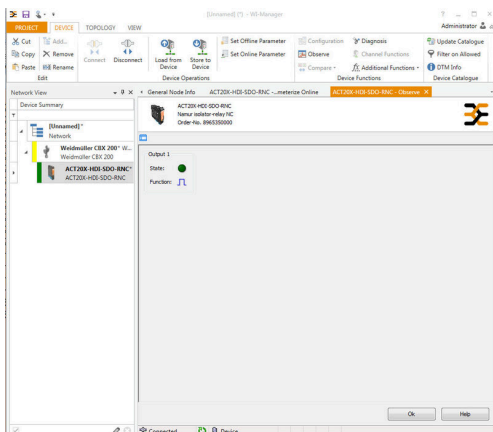 [Unnamed] (*) - WI-Manager
PROJECT DEVICE TOPOLOGY VIEW
Administrator
Cut Add...
Copy Remove
Paste Rename
Edit
Connect Disconnect
Load from Device Store to Device
Set Offline Parameter
Set Online Parameter
Device Operations
Configuration Diagnosis
Observe Channel Functions
Compare Additional Functions
Device Functions
Update Catalogue
Filter on Allowed
DTM Info
Device Catalogue
Network View
General Node Info ACT20X-HDI-SDO-RNC -...meterize Online ACT20X-HDI-SDO-RNC - Observe
Device Summary
[Unnamed]*
Network
Weidmüller CBX 200* W...
Weidmüller CBX 200
ACT20X-HDI-SDO-RNC*
ACT20X-HDI-SDO-RNC
ACT20X-HDI-SDO-RNC
Namur isolator-relay NC
Order-No. 8965350000
Output 1
State:
Function:
Ok Help
Connected Device